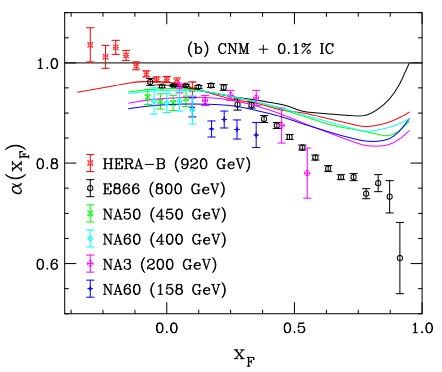 (b) CNM + 0.1% IC
1.0
0.8
0.6
α(x_F)
HERA-B (920 GeV)
E866 (800 GeV)
NA50 (450 GeV)
NA60 (400 GeV)
NA3 (200 GeV)
NA60 (158 GeV)
0.0 0.5 1.0
x_F